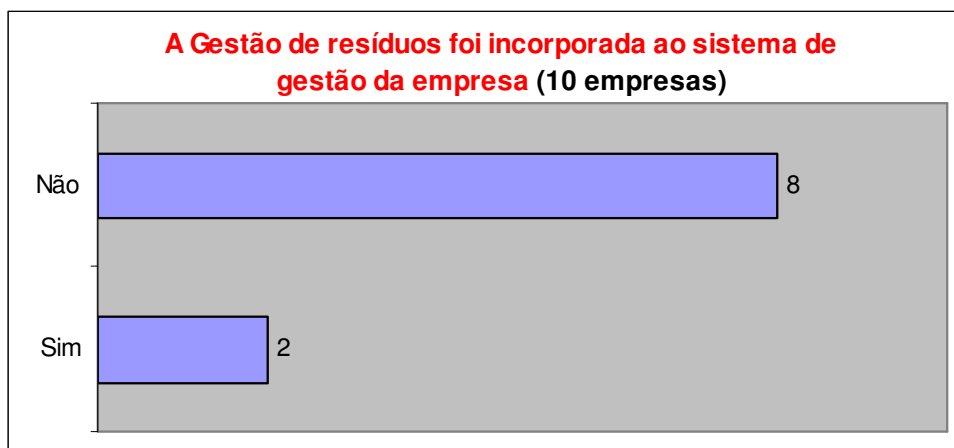 A Gestão de resíduos foi incorporada ao sistema de
gestão da empresa (10 empresas)
Não
8
Sim
2